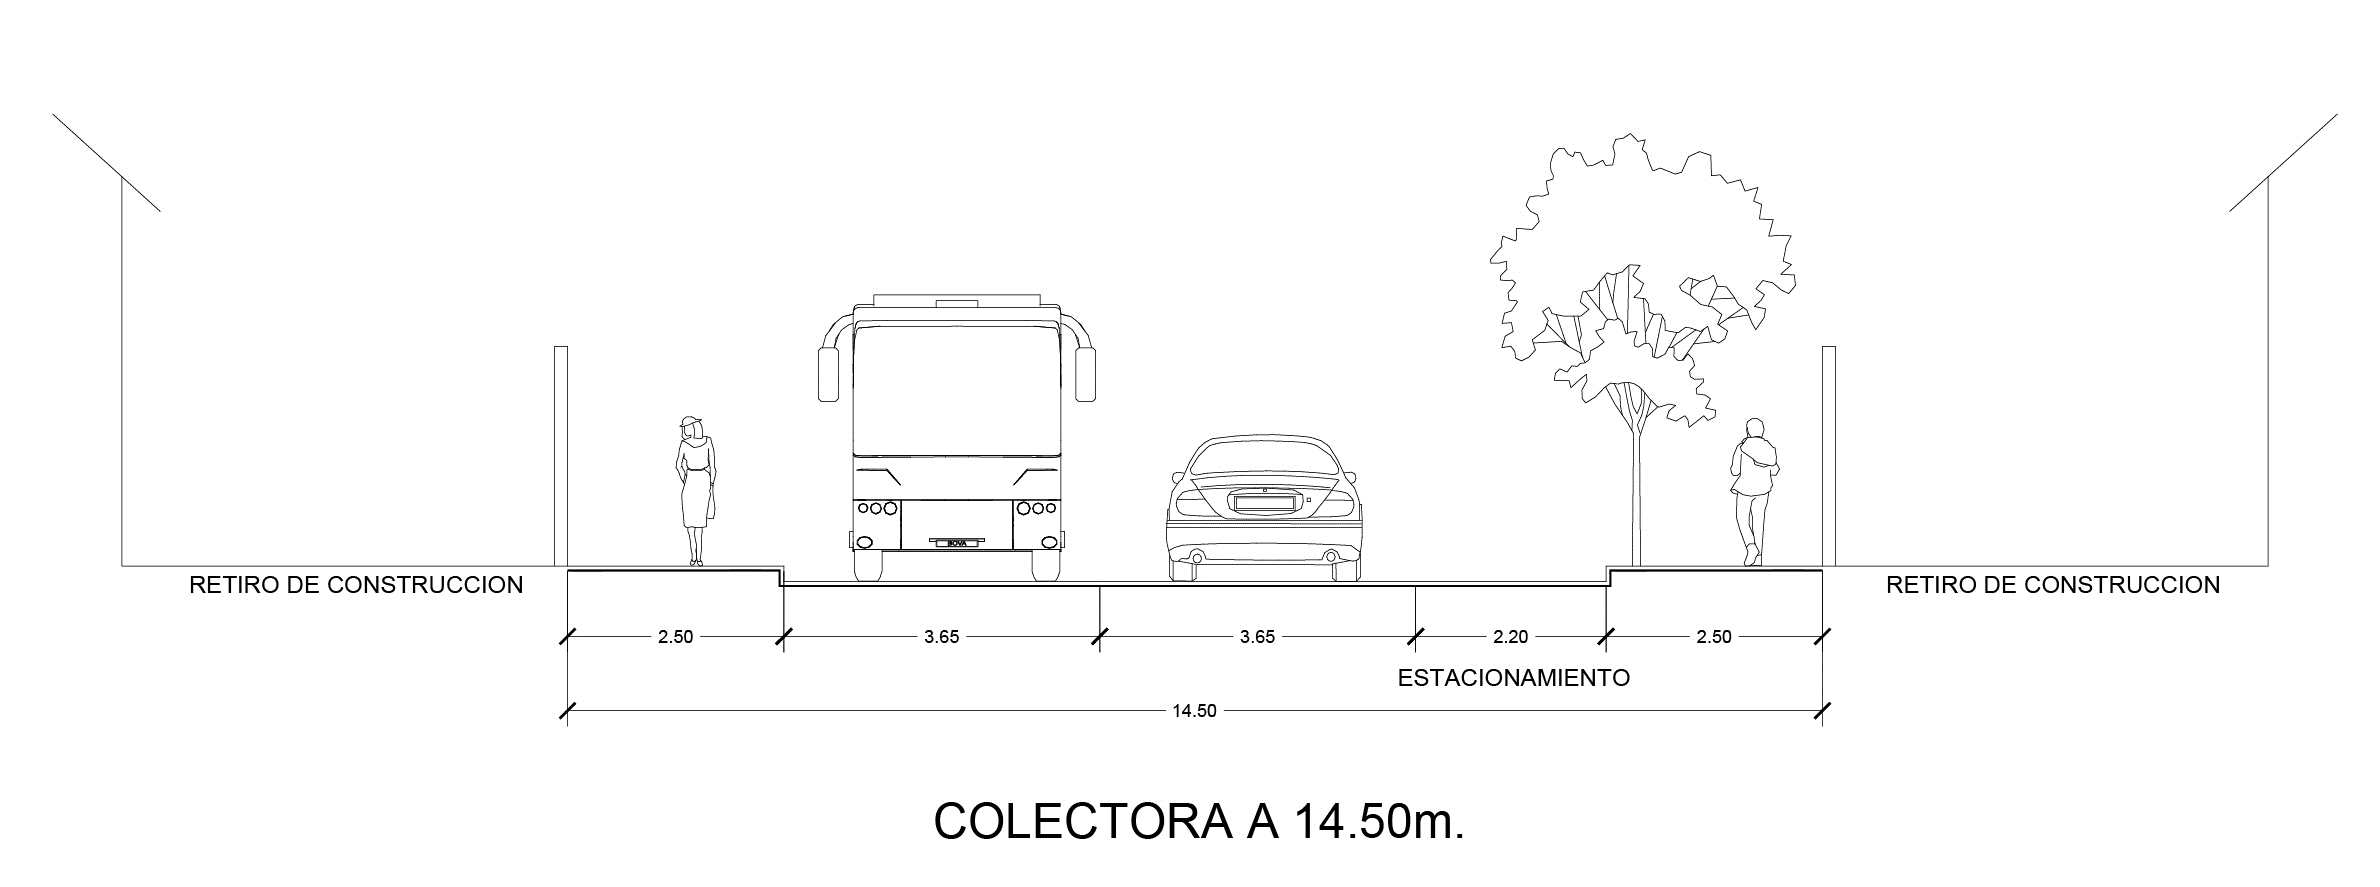 BOVA
RETIRO DE CONSTRUCCION
RETIRO DE CONSTRUCCION
2.50
3.65
3.65
2.20
2.50
ESTACIONAMIENTO
14.50
COLECTORA A 14.50m.